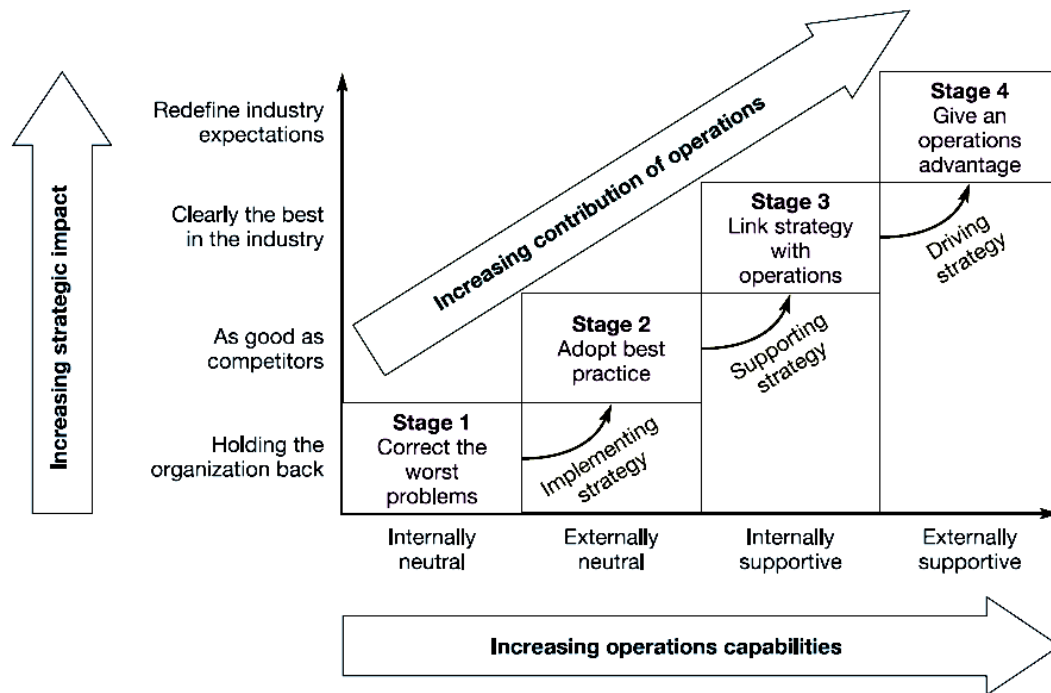 Increasing strategic impact
Redefine industry
expectations
Clearly the best
in the industry
As good as
competitors
Holding the
organization back
Increasing contribution of operations
Stage 1
Correct the
worst
problems
Implementing
strategy
Stage 2
Adopt best
practice
Supporting
strategy
Stage 3
Link strategy
with
operations
Driving
strategy
Stage 4
Give an
operations
advantage
Internally
neutral
Externally
neutral
Internally
supportive
Externally
supportive
Increasing operations capabilities